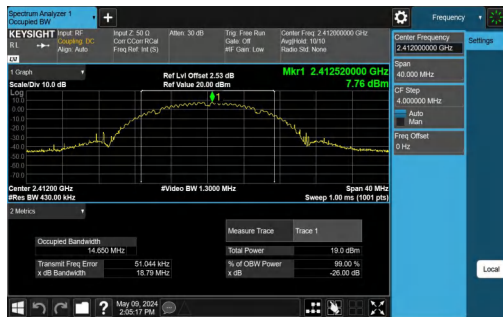 Spectrum Analyzer 1
Occupied BW
Frequency
KEYSIGHT
Input: RF
Input Z: 50 Ω
Atten: 30 dB
Trig: Free Run
Center Freq: 2.412000000 GHz
RL
Coupling: DC
Corr CCorr RCal
Gate: Off
Avg|Hold: 10/10
Align: Auto
Freq Ref: Int (S)
#IF Gain: Low
Radio Std: None
Center Frequency
2.412000000 GHz
Settings
Span
40.000 MHz
CF Step
4.000000 MHz
Auto
Man
Freq Offset
0 Hz
Local
1 Graph
Scale/Div 10.0 dB
Ref Lvl Offset 2.53 dB
Ref Value 20.00 dBm
Mkr1 2.412520000 GHz
7.76 dBm
Log
10.0
0.00
-10.0
-20.0
-30.0
-40.0
-50.0
-60.0
-70.0
1
Center 2.41200 GHz
#Video BW 1.3000 MHz
Span 40 MHz
#Res BW 430.00 kHz
Sweep 1.00 ms (1001 pts)
2 Metrics
Measure Trace
Trace 1
Occupied Bandwidth
14.650 MHz
Total Power
19.0 dBm
Transmit Freq Error
51.044 kHz
% of OBW Power
99.00 %
x dB Bandwidth
18.79 MHz
x dB
-26.00 dB
May 09, 2024
2:05:17 PM